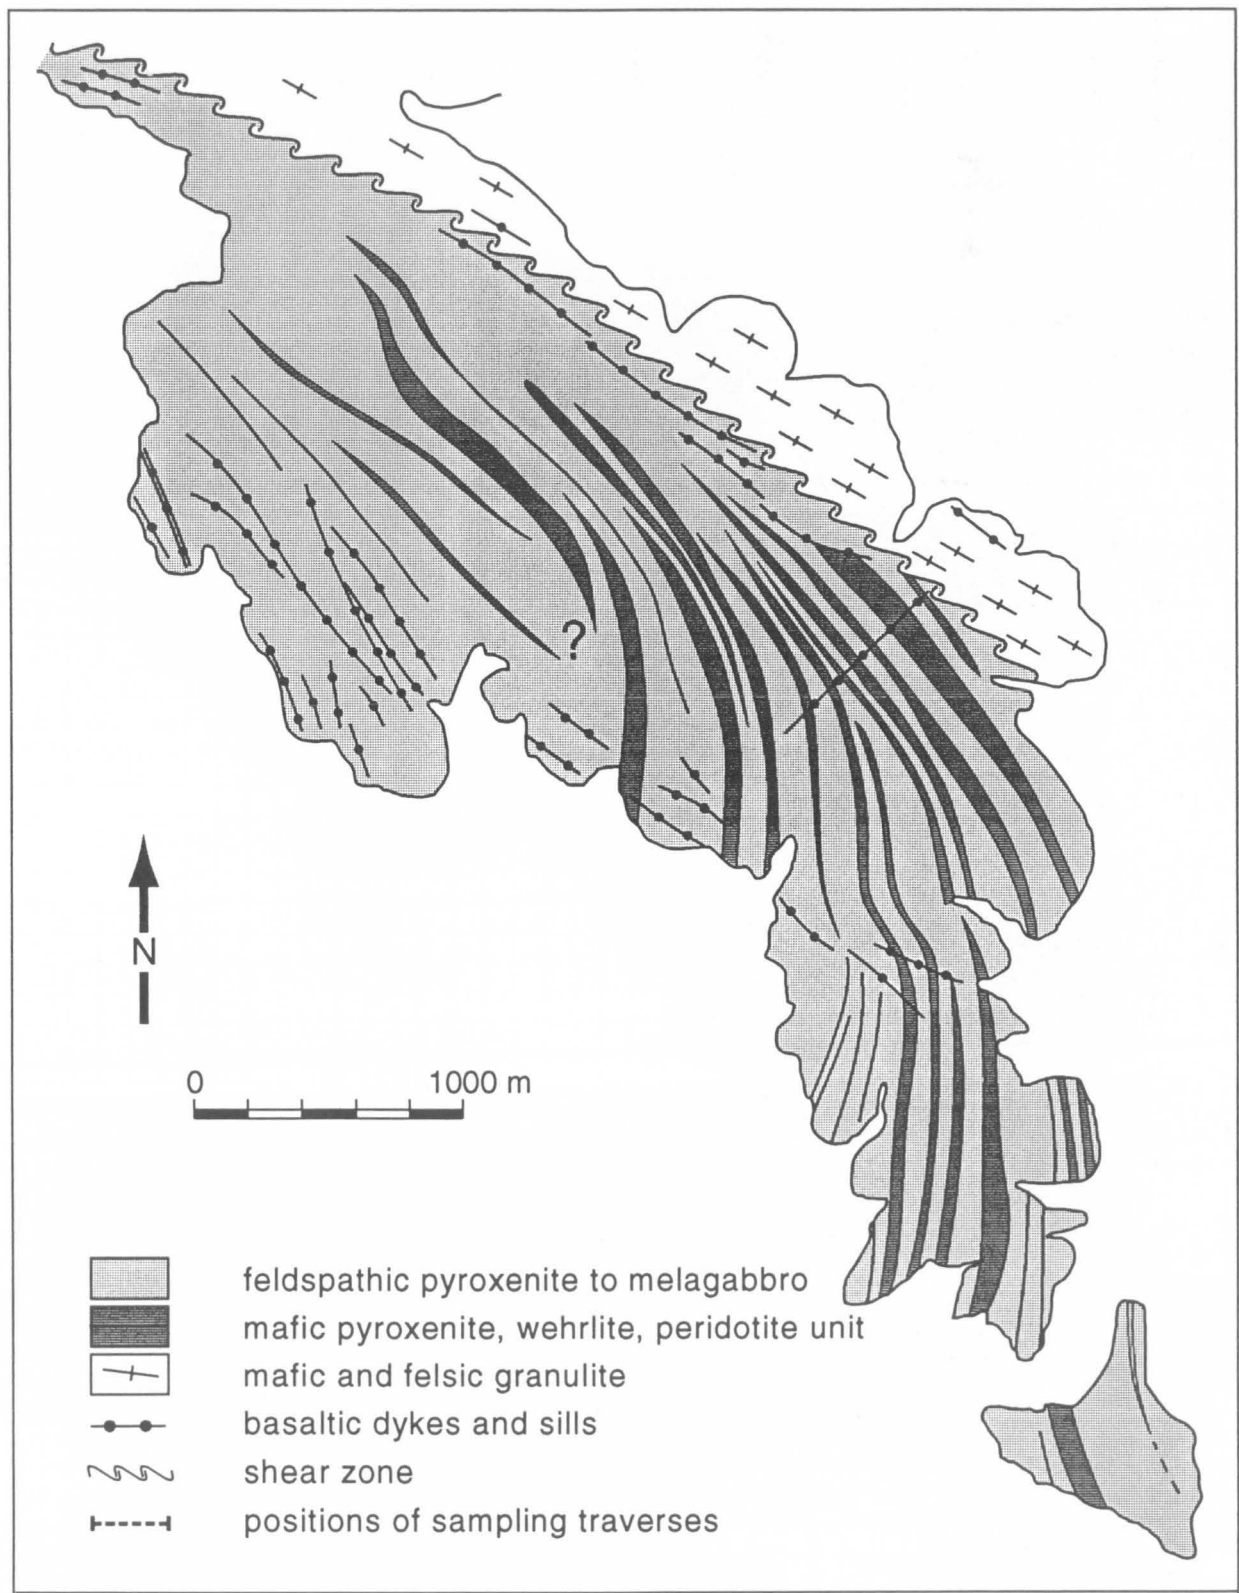 ?
N
0 1000 m
feldspathic pyroxenite to melagabbro
mafic pyroxenite, wehrlite, peridotite unit
mafic and felsic granulite
basaltic dykes and sills
shear zone
positions of sampling traverses